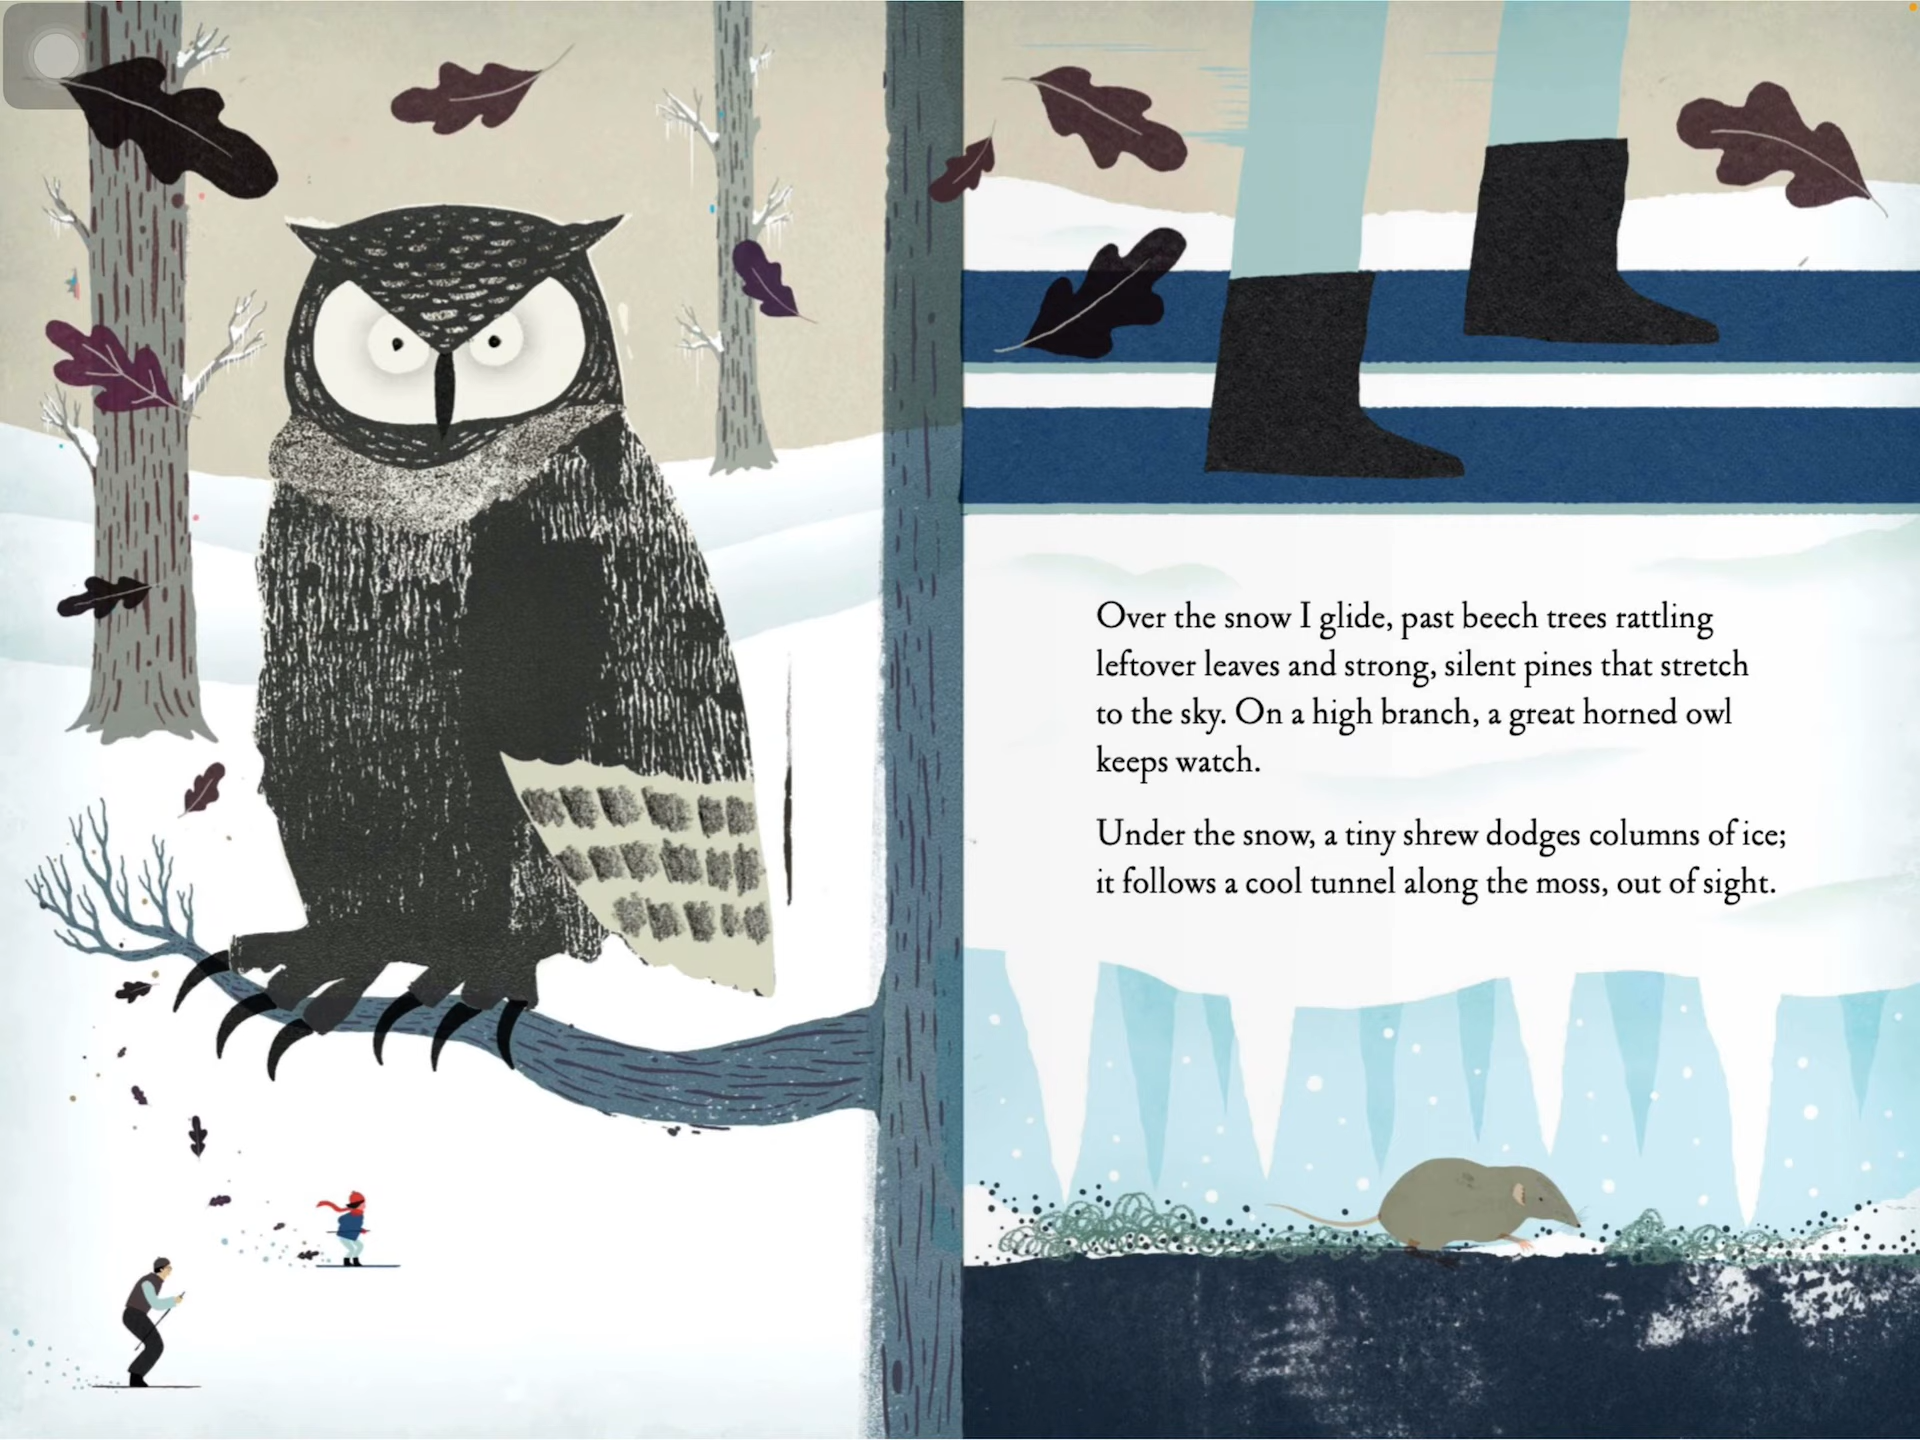 Over the snow I glide, past beech trees rattling
leftover leaves and strong, silent pines that stretch
to the sky. On a high branch, a great horned owl
keeps watch.
Under the snow, a tiny shrew dodges columns of ice;
it follows a cool tunnel along the moss, out of sight.